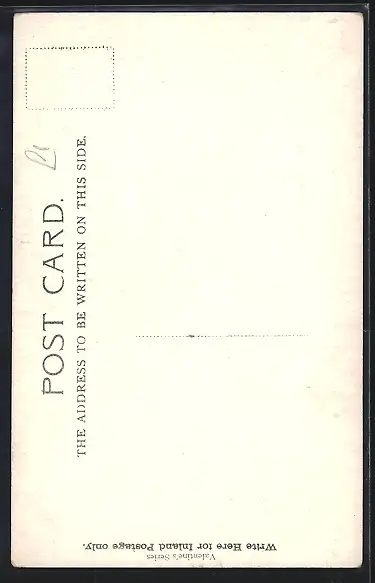 POST CARD.
THE ADDRESS TO BE WRITTEN ON THIS SIDE.
Write Here for Inland Postage only.
Valentine's Series